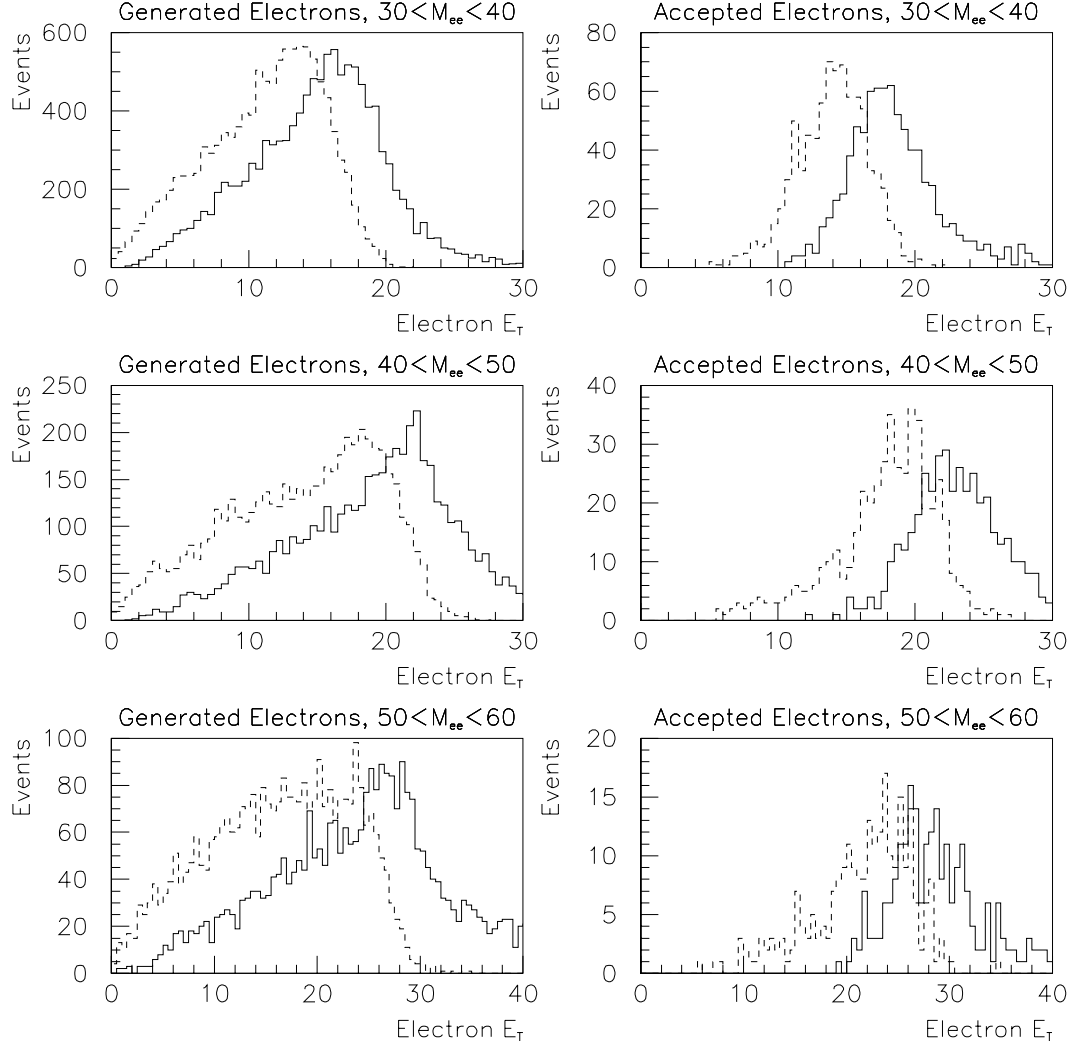 Generated Electrons, 30<M_ee<40
Accepted Electrons, 30<M_ee<40
Events
600
400
200
0
0 10 20 30
Electron E_T
Events
80
60
40
20
0
0 10 20 30
Electron E_T
Generated Electrons, 40<M_ee<50
Accepted Electrons, 40<M_ee<50
Events
250
200
150
100
50
0
0 10 20 30
Electron E_T
Events
40
30
20
10
0
0 10 20 30
Electron E_T
Generated Electrons, 50<M_ee<60
Accepted Electrons, 50<M_ee<60
Events
100
80
60
40
20
0
0 10 20 30 40
Electron E_T
Events
20
15
10
5
0
0 10 20 30 40
Electron E_T